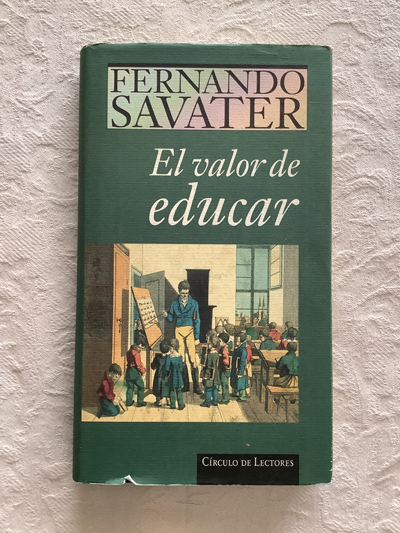 FERNANDO
SAVATER
El valor de
educar
CÍRCULO DE LECTORES